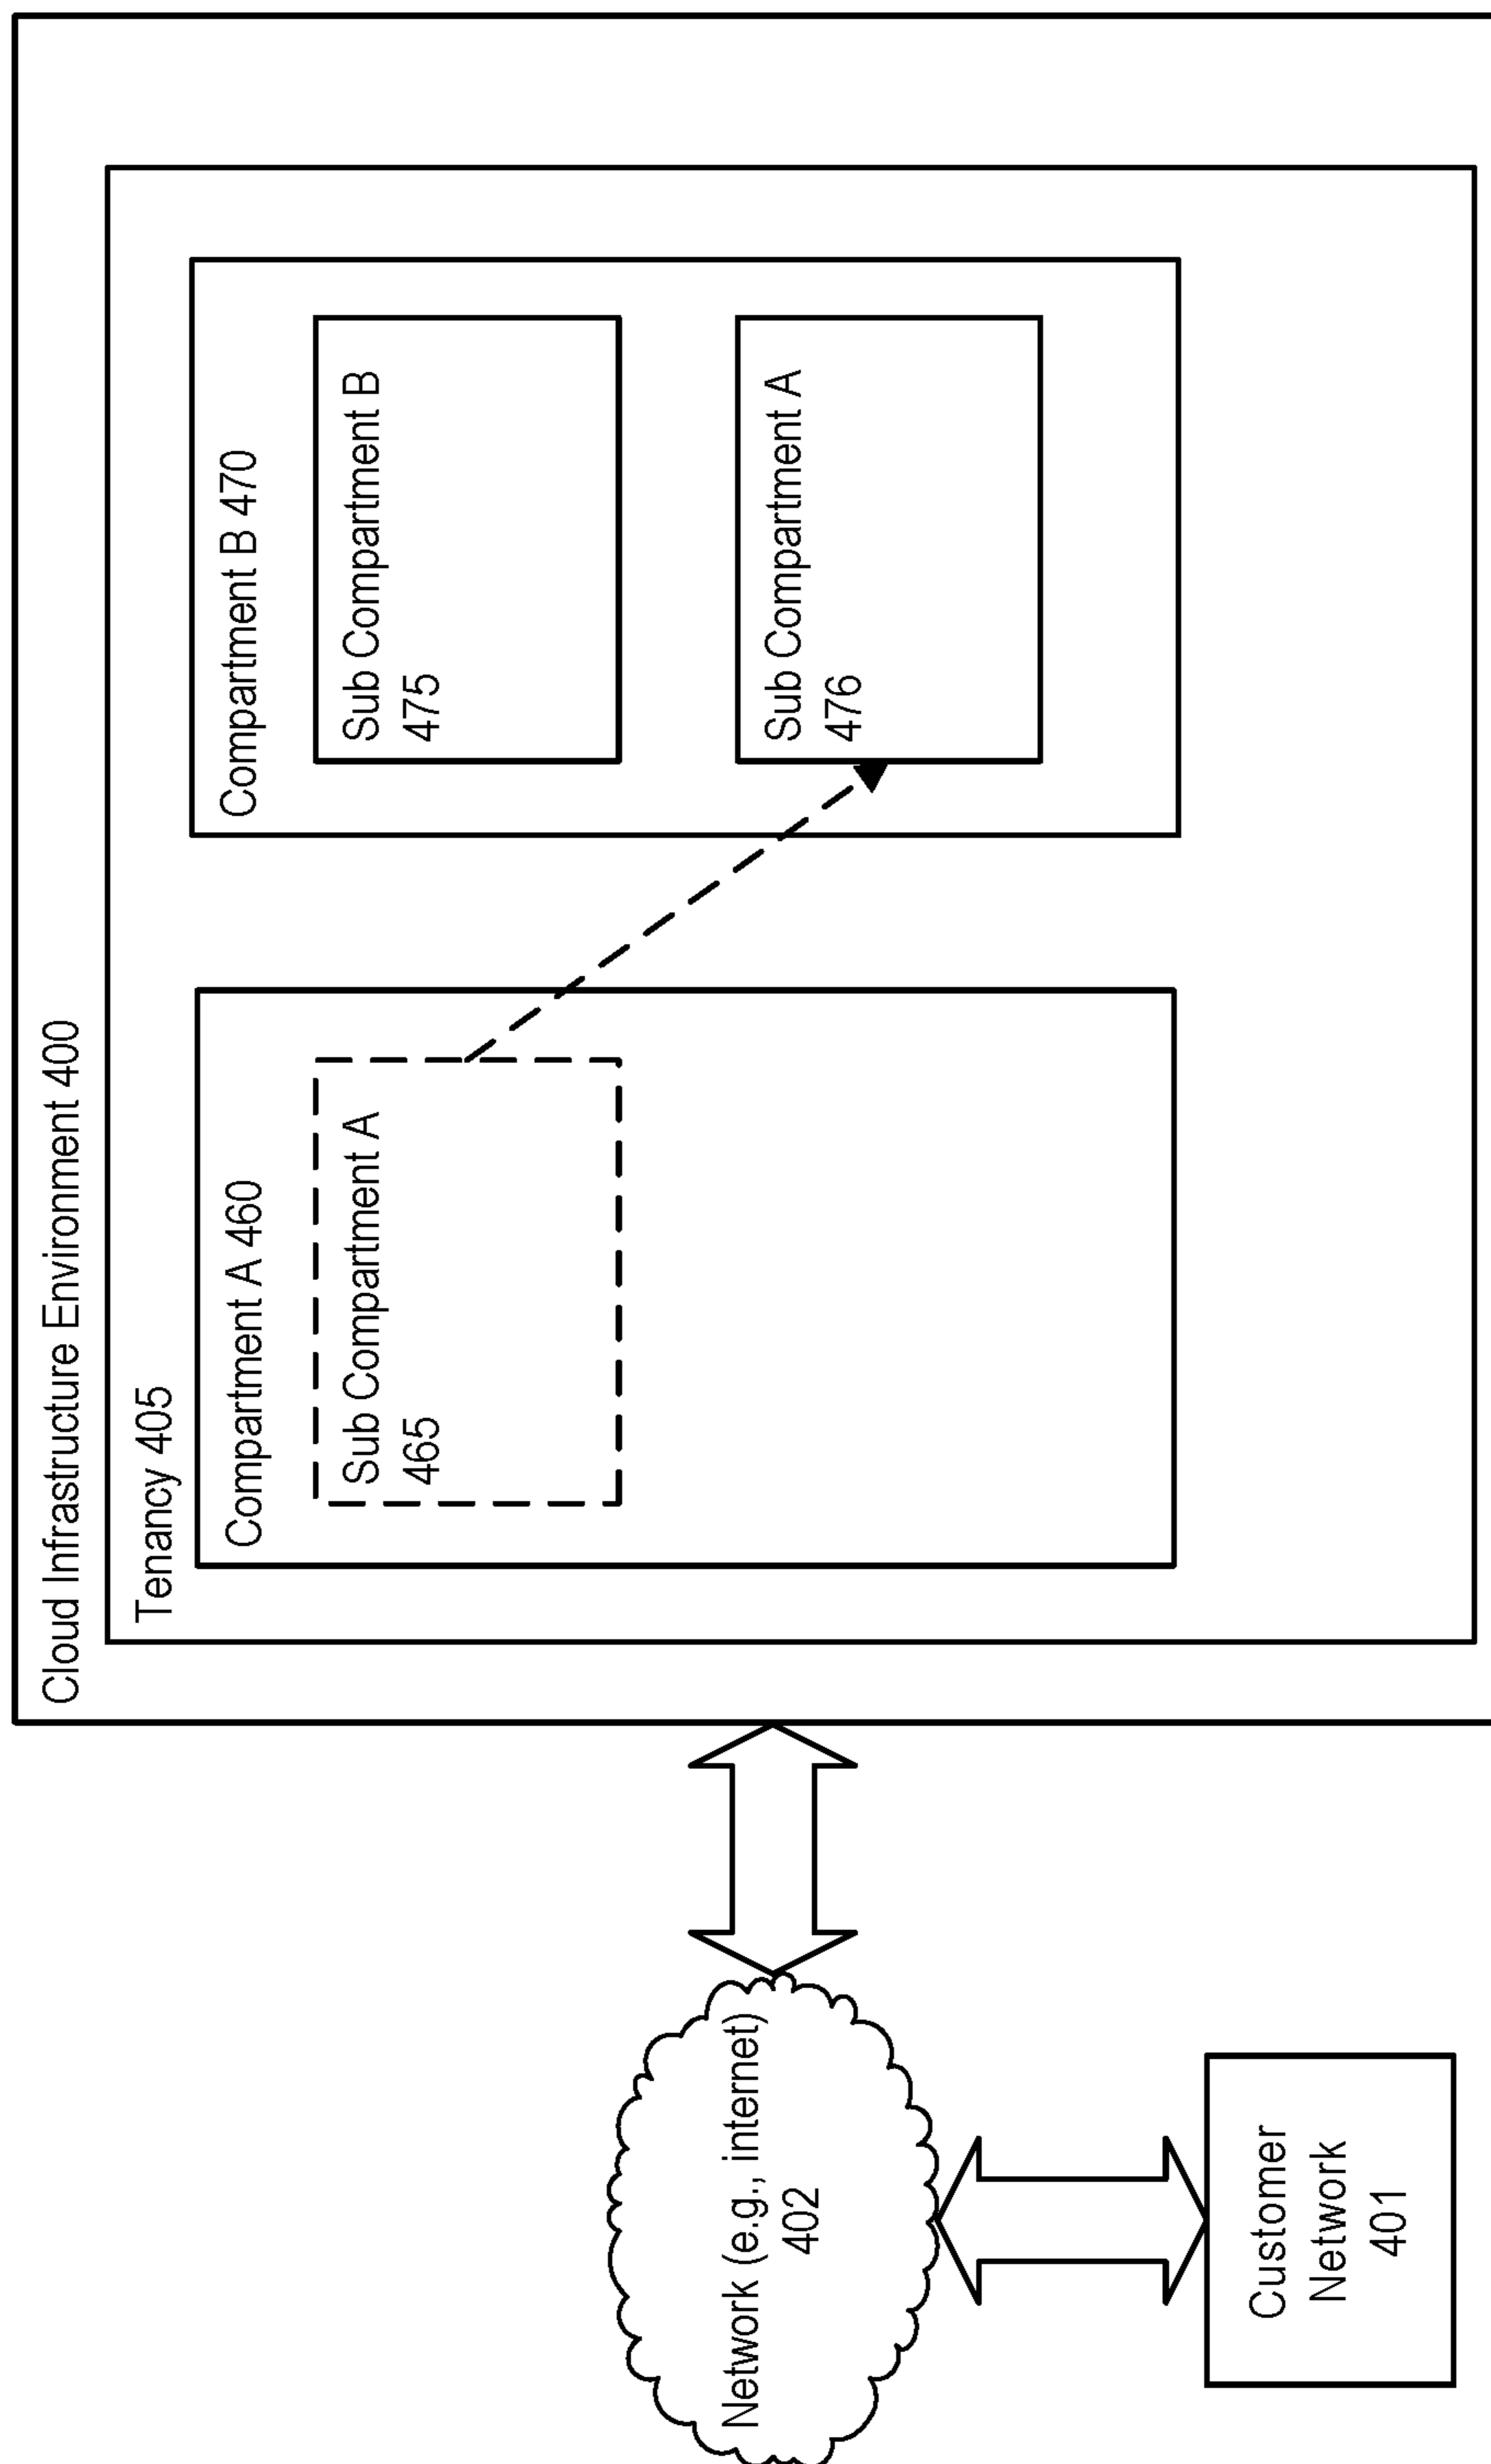 Cloud Infrastructure Environment 400
Tenancy 405
Compartment A 460
Sub Compartment A
465
Compartment B 470
Sub Compartment B
475
Sub Compartment A
476
Network (e.g., internet)
402
Customer
Network
401